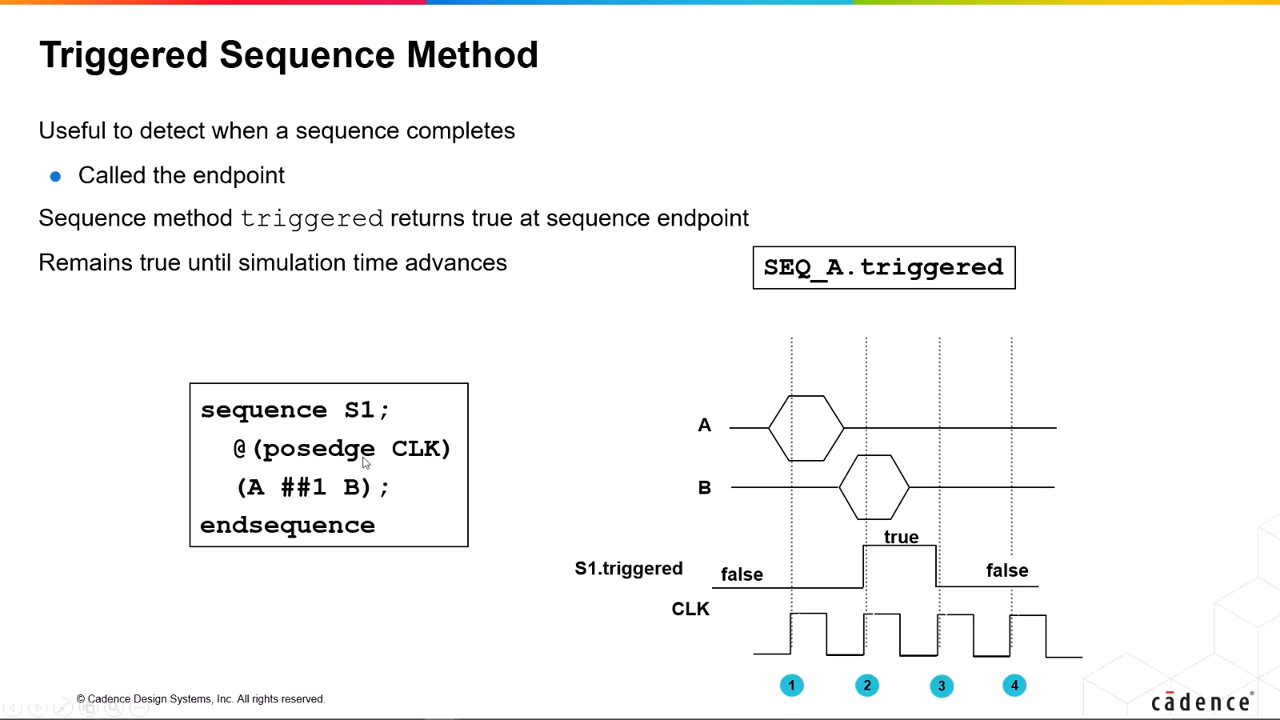 Triggered Sequence Method
Useful to detect when a sequence completes
● Called the endpoint
Sequence method triggered returns true at sequence endpoint
Remains true until simulation time advances
SEQ_A.triggered
sequence S1;
@(posedge CLK)
(A ##1 B);
endsequence
A
B
true
S1.triggered
false
false
CLK
1 2 3 4
© Cadence Design Systems, Inc. All rights reserved.
cādence®